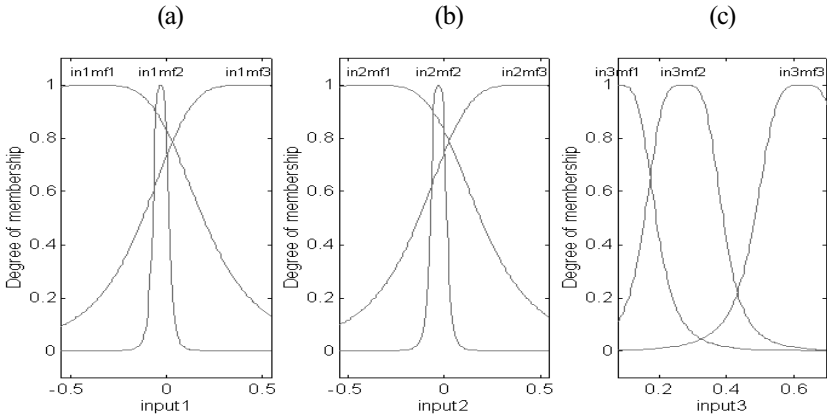 (a)
in1mf1 in1mf2 in1mf3
1
0.8
0.6
0.4
0.2
0
Degree of membership
-0.5 0 0.5
input1
(b)
in2mf1 in2mf2 in2mf3
1
0.8
0.6
0.4
0.2
0
Degree of membership
-0.5 0 0.5
input2
(c)
in3mf1 in3mf2 in3mf3
1
0.8
0.6
0.4
0.2
0
Degree of membership
0.2 0.4 0.6
input3